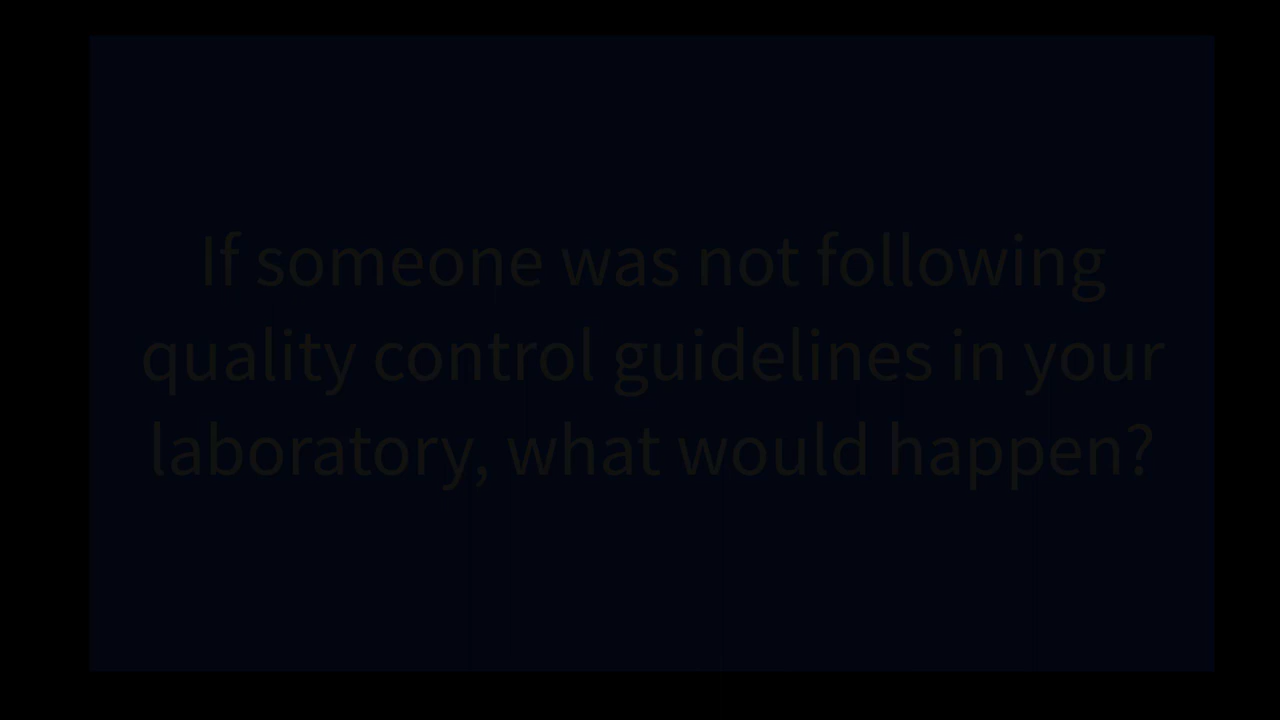 If someone was not following
quality control guidelines in your
laboratory, what would happen?